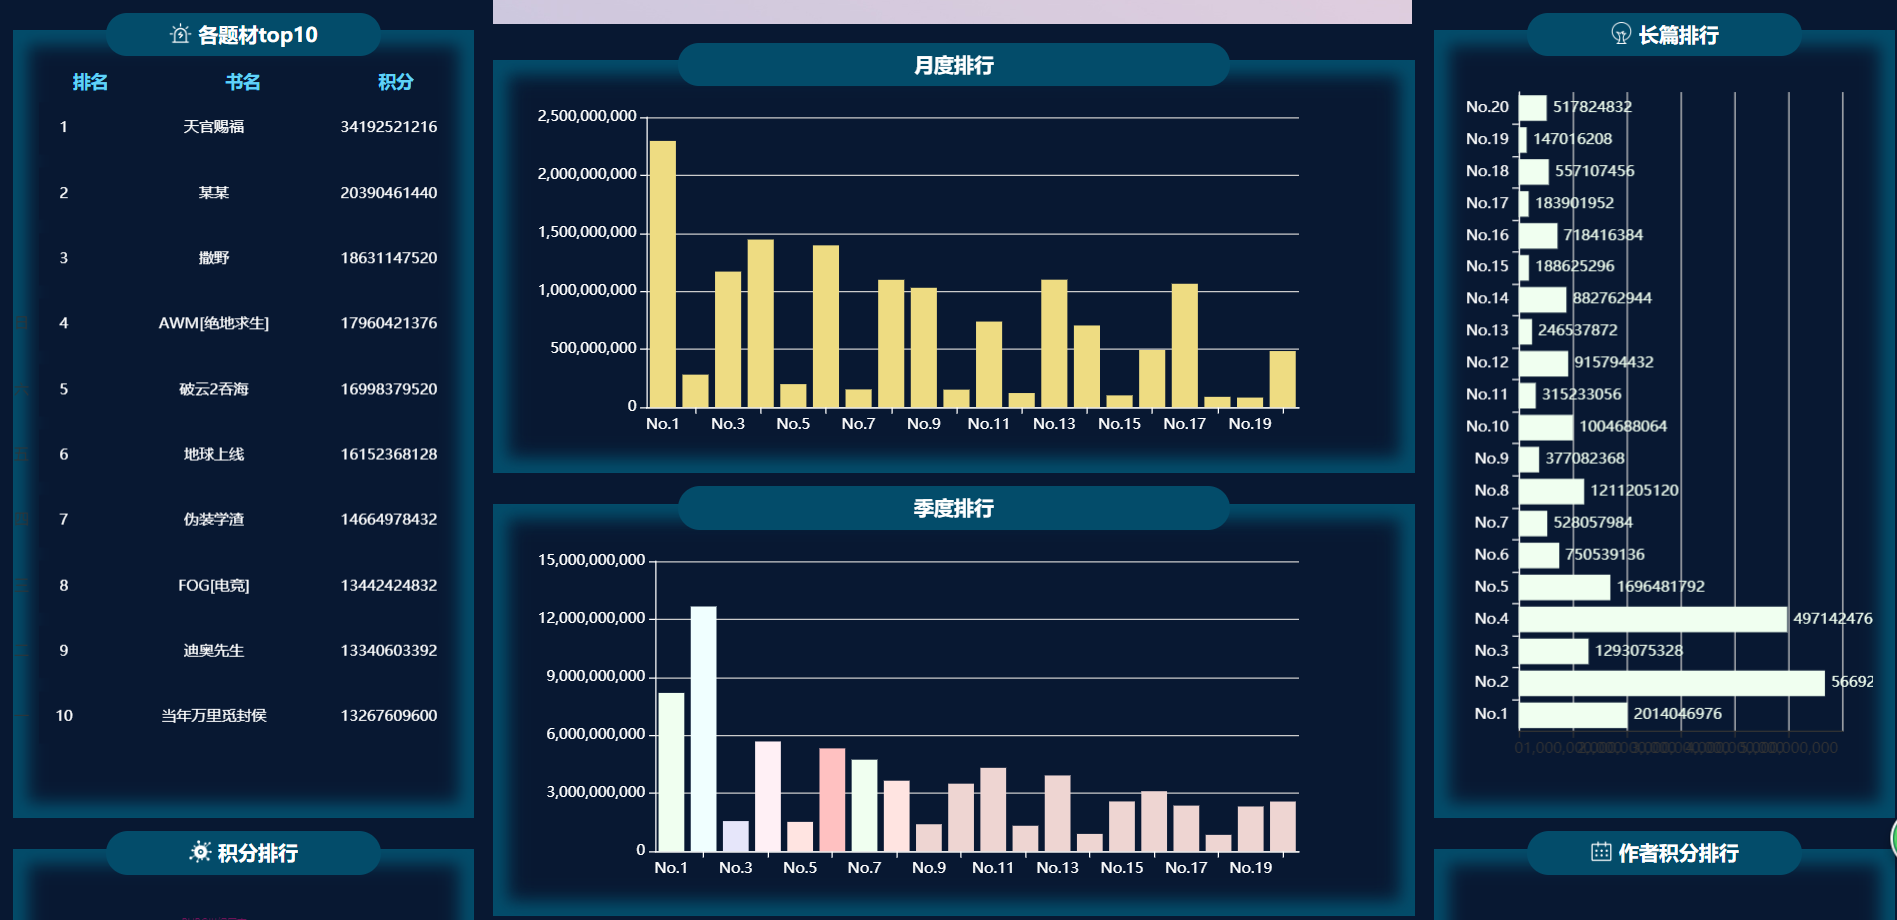 各题材top10
排名 书名 积分
1 天官赐福 34192521216
2 某某 20390461440
3 撒野 18631147520
4 AWM[绝地求生] 17960421376
5 破云2吞海 16998379520
6 地球上线 16152368128
7 伪装学渣 14664978432
8 FOG[电竞] 13442424832
9 迪奥先生 13340603392
10 当年万里觅封侯 13267609600
积分排行
月度排行
2,500,000,000
2,000,000,000
1,500,000,000
1,000,000,000
500,000,000
0
No.1 No.3 No.5 No.7 No.9 No.11 No.13 No.15 No.17 No.19
季度排行
15,000,000,000
12,000,000,000
9,000,000,000
6,000,000,000
3,000,000,000
0
No.1 No.3 No.5 No.7 No.9 No.11 No.13 No.15 No.17 No.19
长篇排行
No.20 517824832
No.19 147016208
No.18 557107456
No.17 183901952
No.16 718416384
No.15 188625296
No.14 882762944
No.13 246537872
No.12 915794432
No.11 315233056
No.10 1004688064
No.9 377082368
No.8 1211205120
No.7 528057984
No.6 750539136
No.5 1696481792
No.4 497142476
No.3 1293075328
No.2 56692
No.1 2014046976
作者积分排行